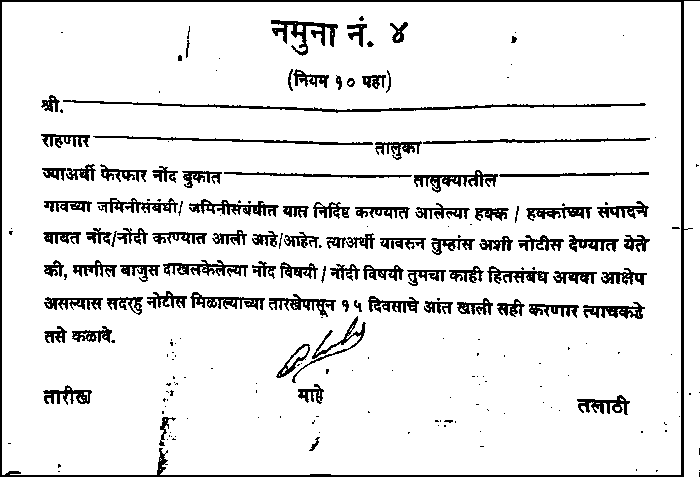 नमुना नं. ४
(नियम १० पहा)
श्री.
राहणार तालुका
ज्याअर्थी फेरफार नोंद बुकात तालुक्यातील
गावच्या जमिनीसंबंधी/ जमिनीसंबंधीत यात निर्दिष्ट करण्यात आलेल्या हक्क / हक्कांच्या संपादने
बाबत नोंद/नोंदी करण्यात आली आहे/आहेत. त्याअर्थी यावरुन तुम्हांस अशी नोटीस देण्यात येते
की, मागील बाजुस दाखलकेलेल्या नोंद विषयी / नोंदी विषयी तुमचा काही हितसंबंध अथवा आक्षेप
असल्यास सदरहु नोटीस मिळाल्याच्या तारखेपासून १५ दिवसाचे आंत खाली सही करणार त्याचकडे
तसे कळावे.
तारीख माहे तलाठी